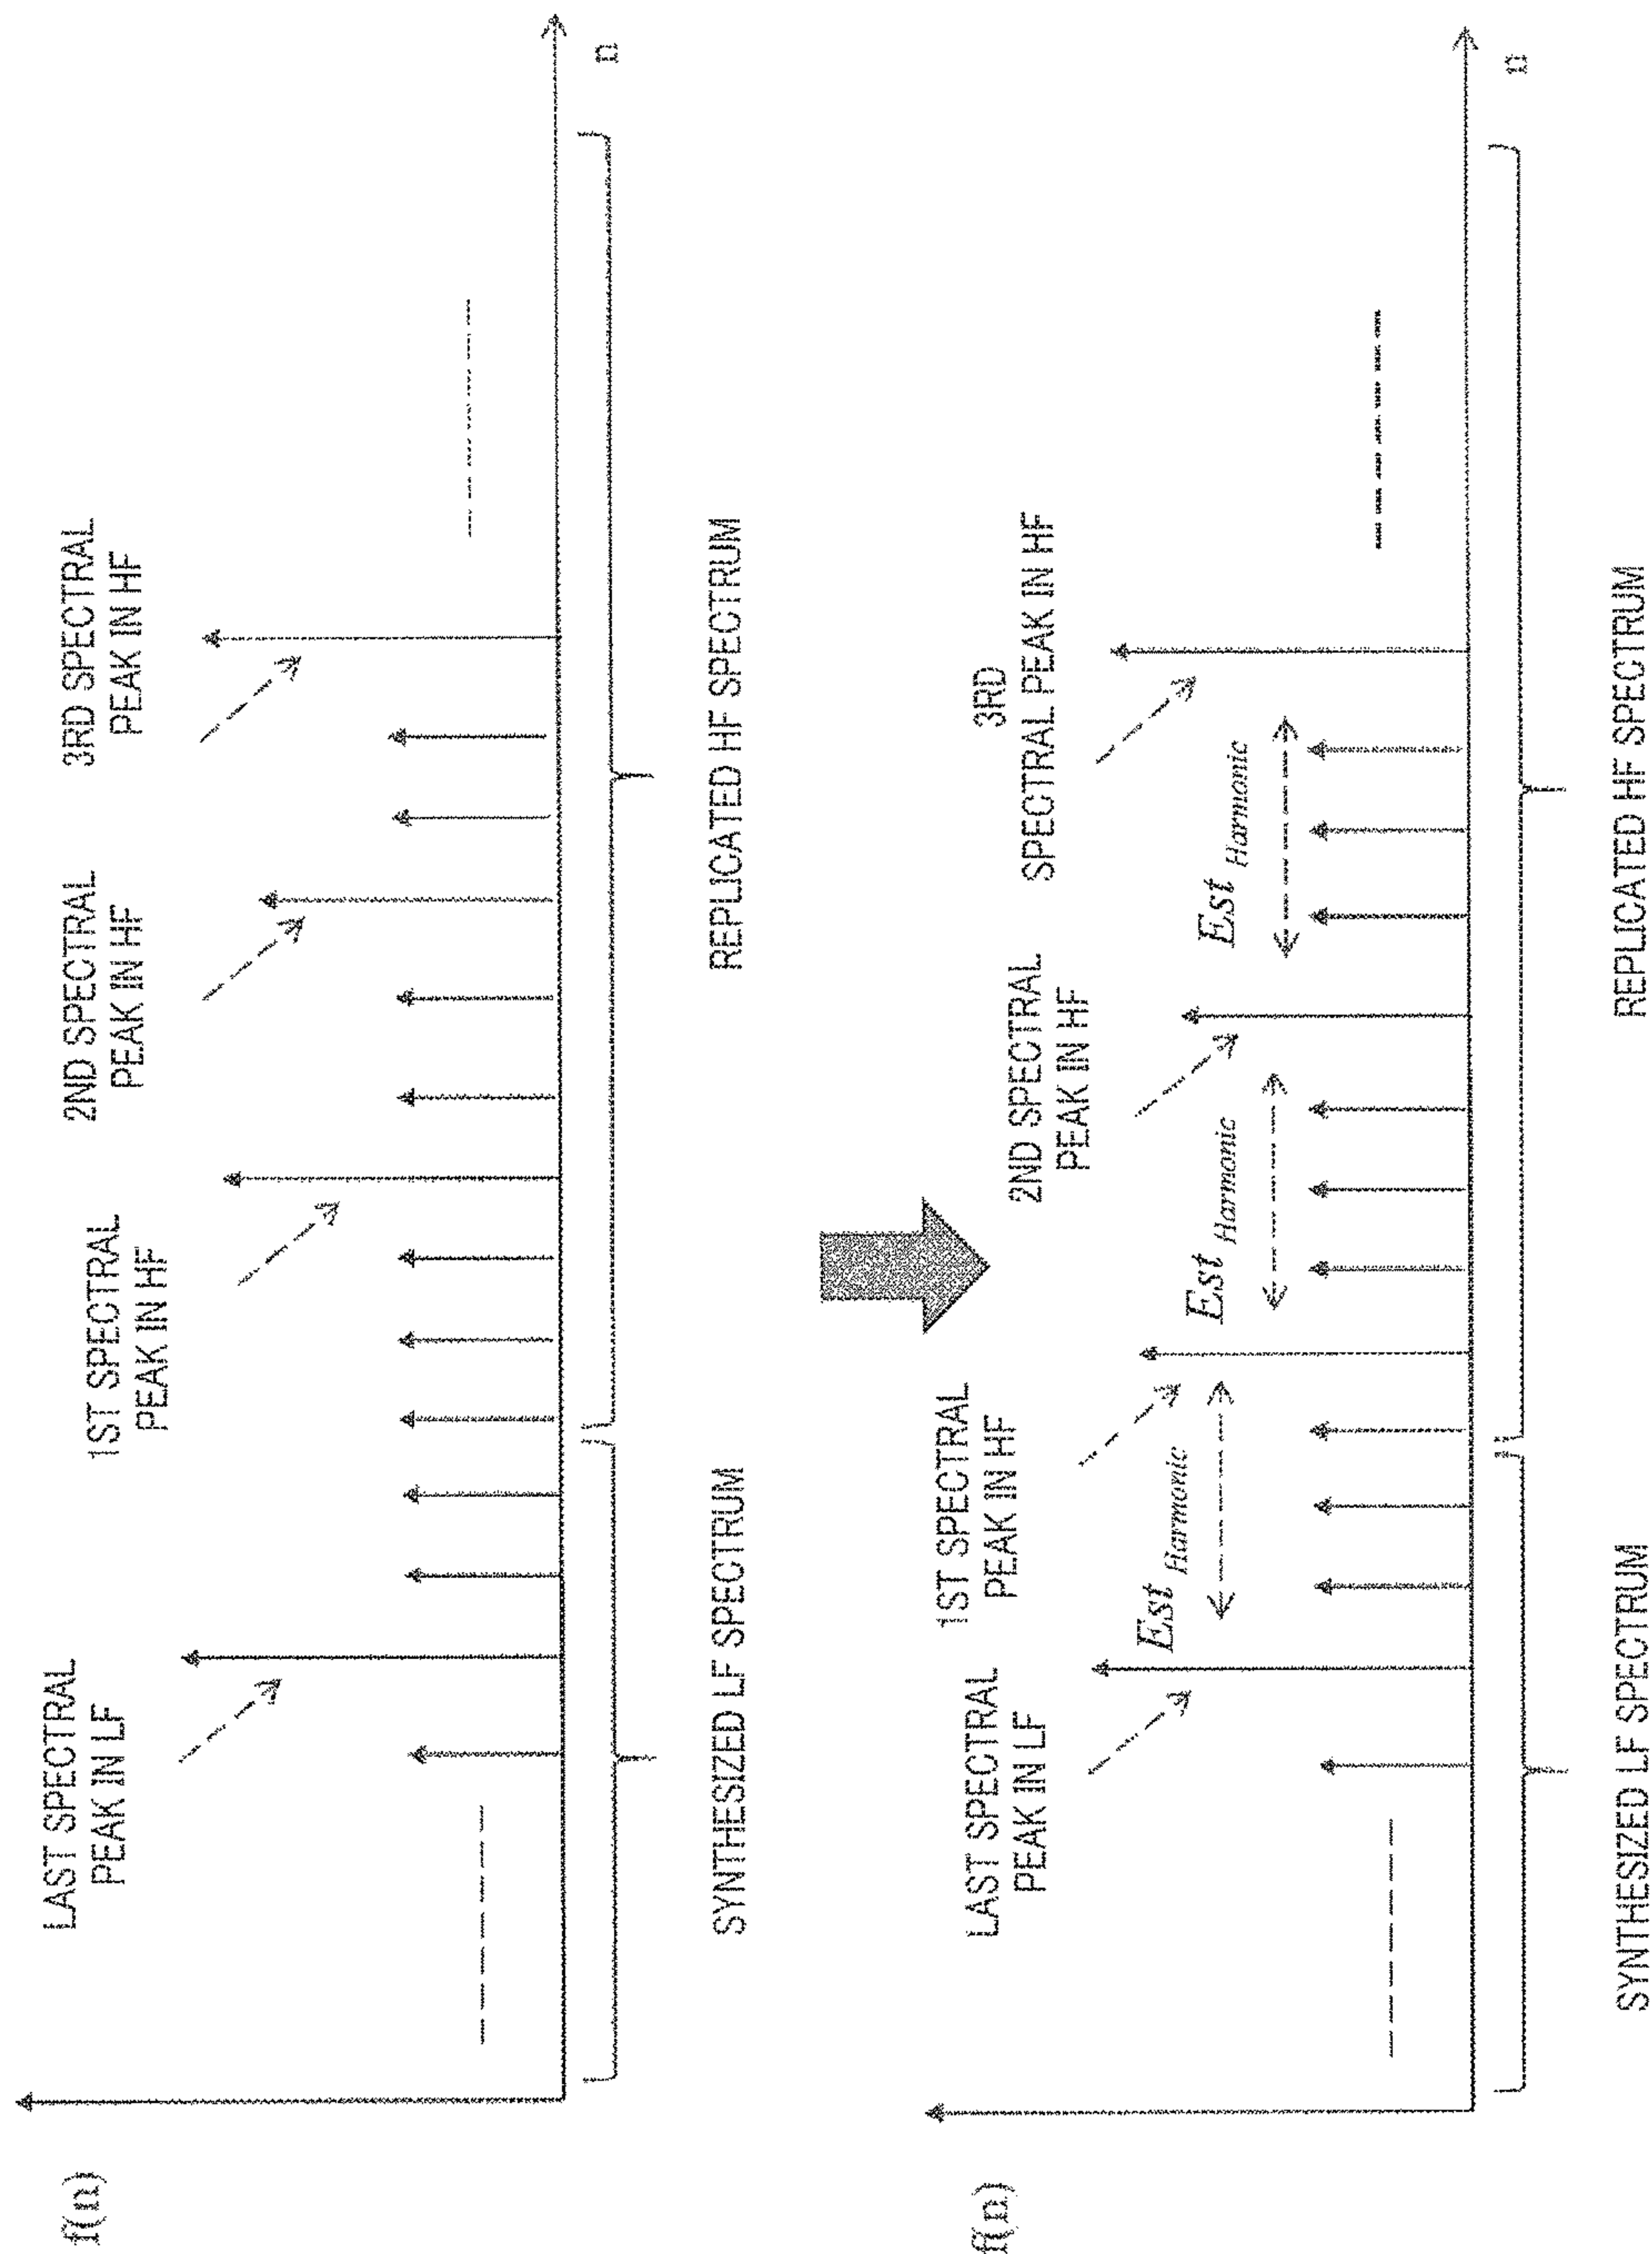 f(n)
LAST SPECTRAL
PEAK IN LF
1ST SPECTRAL
PEAK IN HF
2ND SPECTRAL
PEAK IN HF
3RD SPECTRAL
PEAK IN HF
n
SYNTHESIZED LF SPECTRUM
REPLICATED HF SPECTRUM
f(n)
LAST SPECTRAL
PEAK IN LF
1ST SPECTRAL
PEAK IN HF
2ND SPECTRAL
PEAK IN HF
3RD
SPECTRAL PEAK IN HF
Est Harmonic
Est Harmonic
Est Harmonic
n
SYNTHESIZED LF SPECTRUM
REPLICATED HF SPECTRUM